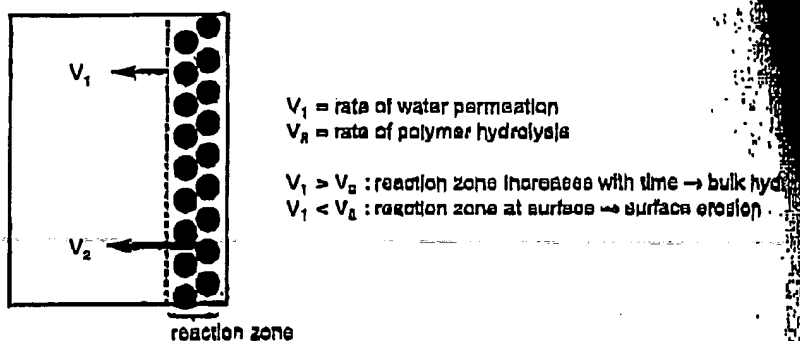 V₁
V₂
reaction zone
V₁ = rate of water permeation
V₂ = rate of polymer hydrolysis
V₁ > V₂ : reaction zone increases with time → bulk hyd
V₁ < V₂ : reaction zone at surface → surface erosion